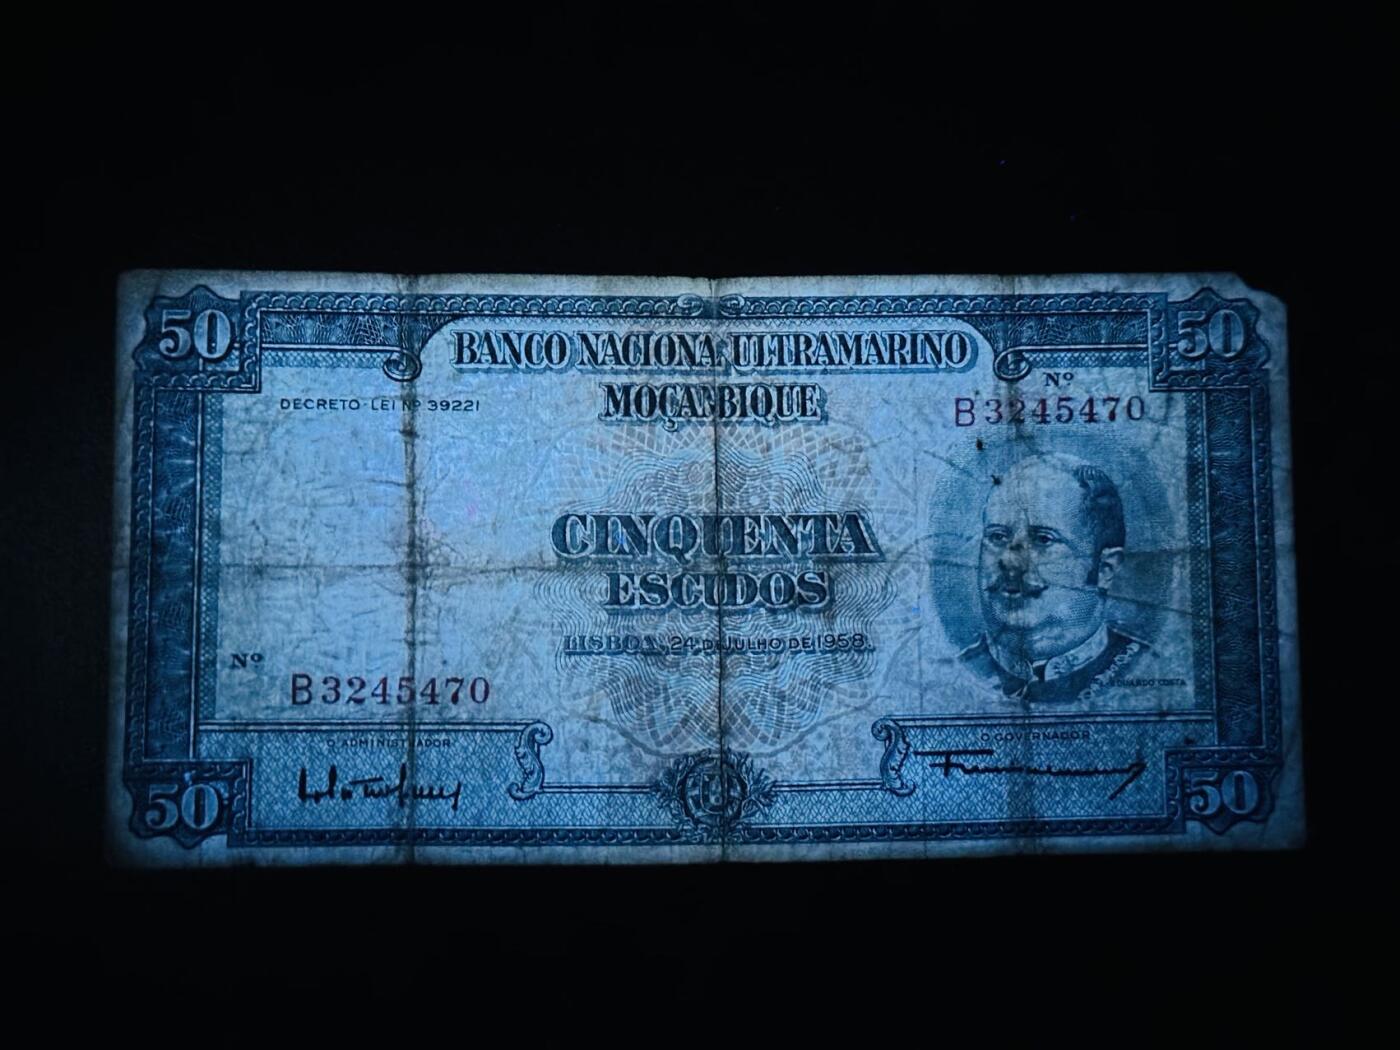 50
50
BANCO NACIONAL ULTRAMARINO
MOÇAMBIQUE
DECRETO-LEI Nº 39221
Nº
B3245470
CINQUENTA
ESCUDOS
LISBOA, 24 DE JULHO DE 1958.
Nº
B3245470
EDUARDO COSTA
O ADMINISTRADOR
O GOVERNADOR
50
50